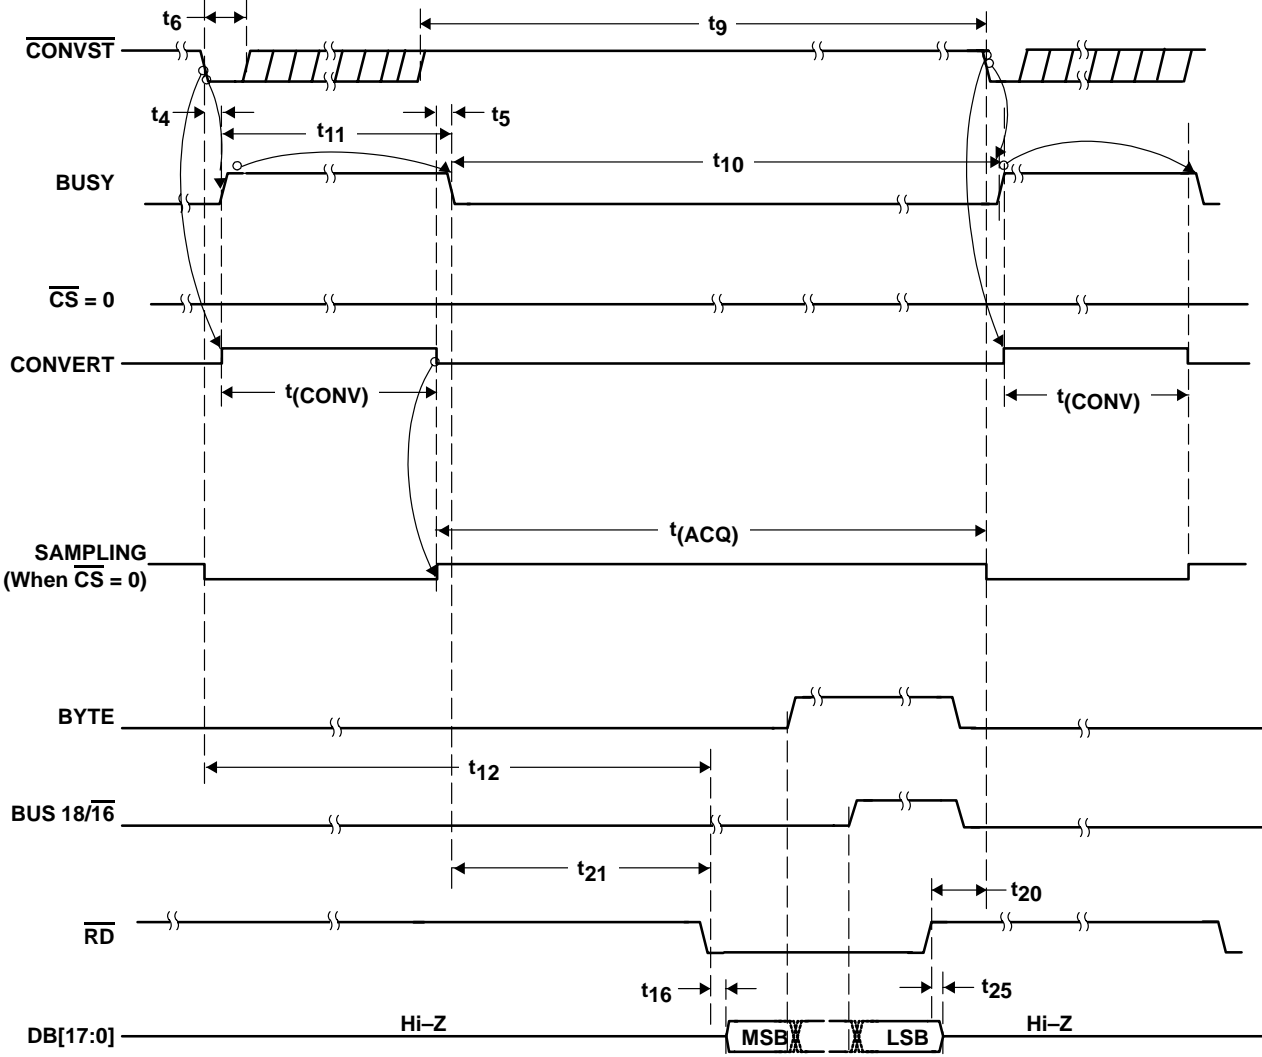 t6
t9
CONVST
t4
t11
t5
t10
BUSY
CS = 0
CONVERT
t(CONV)
t(CONV)
t(ACQ)
SAMPLING
(When CS = 0)
BYTE
t12
BUS 18/16
t21
t20
RD
t16
t25
DB[17:0]
Hi–Z
MSB
LSB
Hi–Z